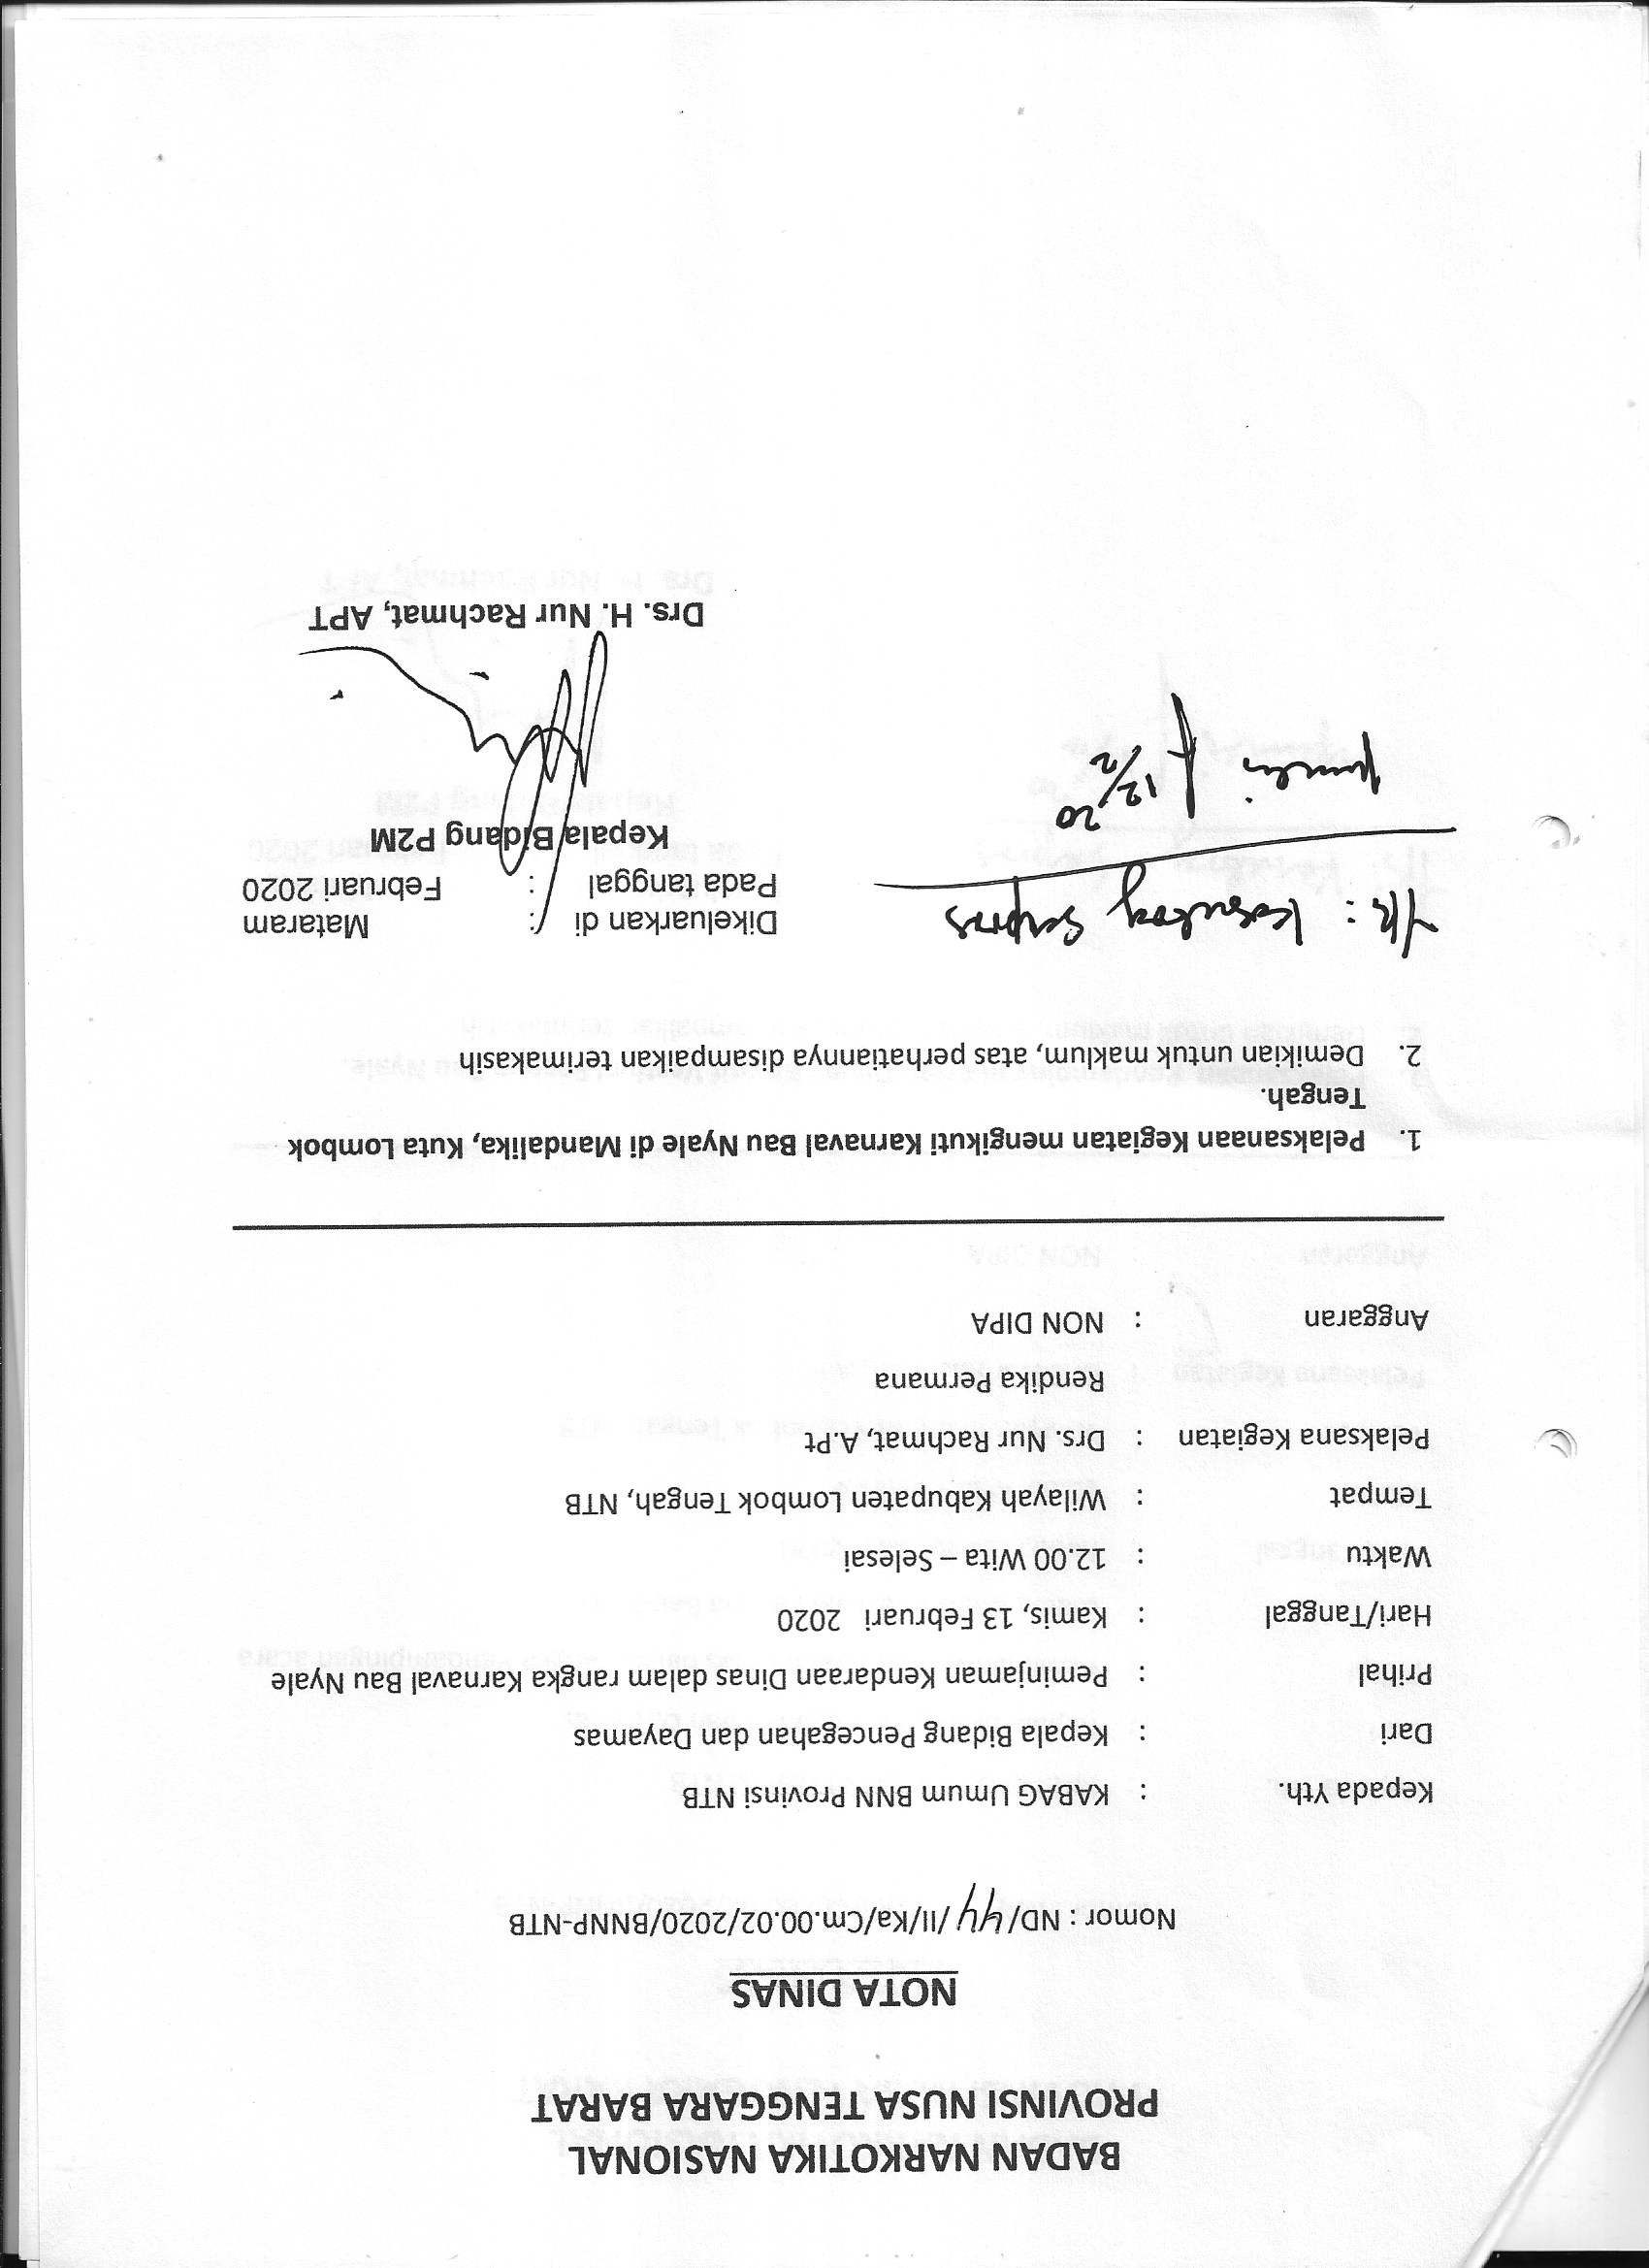 BADAN NARKOTIKA NASIONAL
PROVINSI NUSA TENGGARA BARAT
NOTA DINAS
Nomor : ND/44/II/Ka/Cm.00.02/2020/BNNP-NTB
Kepada Yth. : KABAG Umum BNN Provinsi NTB
Dari : Kepala Bidang Pencegahan dan Dayamas
Prihal : Peminjaman Kendaraan Dinas dalam rangka Karnaval Bau Nyale
Hari/Tanggal : Kamis, 13 Februari 2020
Waktu : 12.00 Wita – Selesai
Tempat : Wilayah Kabupaten Lombok Tengah, NTB
Pelaksana Kegiatan : Drs. Nur Rachmat, A.Pt
Rendika Permana
Anggaran : NON DIPA
1. Pelaksanaan Kegiatan mengikuti Karnaval Bau Nyale di Mandalika, Kuta Lombok
Tengah.
2. Demikian untuk maklum, atas perhatiannya disampaikan terimakasih
Dikeluarkan di : Mataram
Pada tanggal : Februari 2020
Kepala Bidang P2M
Drs. H. Nur Rachmat, APT
12/2 20